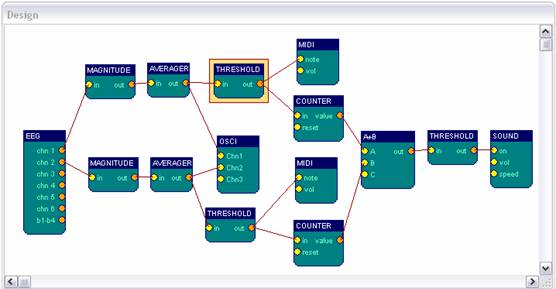 Design
MIDI
note
vol
MAGNITUDE
in out
AVERAGER
in out
THRESHOLD
in out
COUNTER
in value
reset
EEG
chn 1
chn 2
chn 3
chn 4
chn 5
chn 6
b1-b4
OSCI
Chn1
Chn2
Chn3
A+B
A out
B
C
THRESHOLD
in out
SOUND
on
vol
speed
MAGNITUDE
in out
AVERAGER
in out
MIDI
note
vol
THRESHOLD
in out
COUNTER
in value
reset